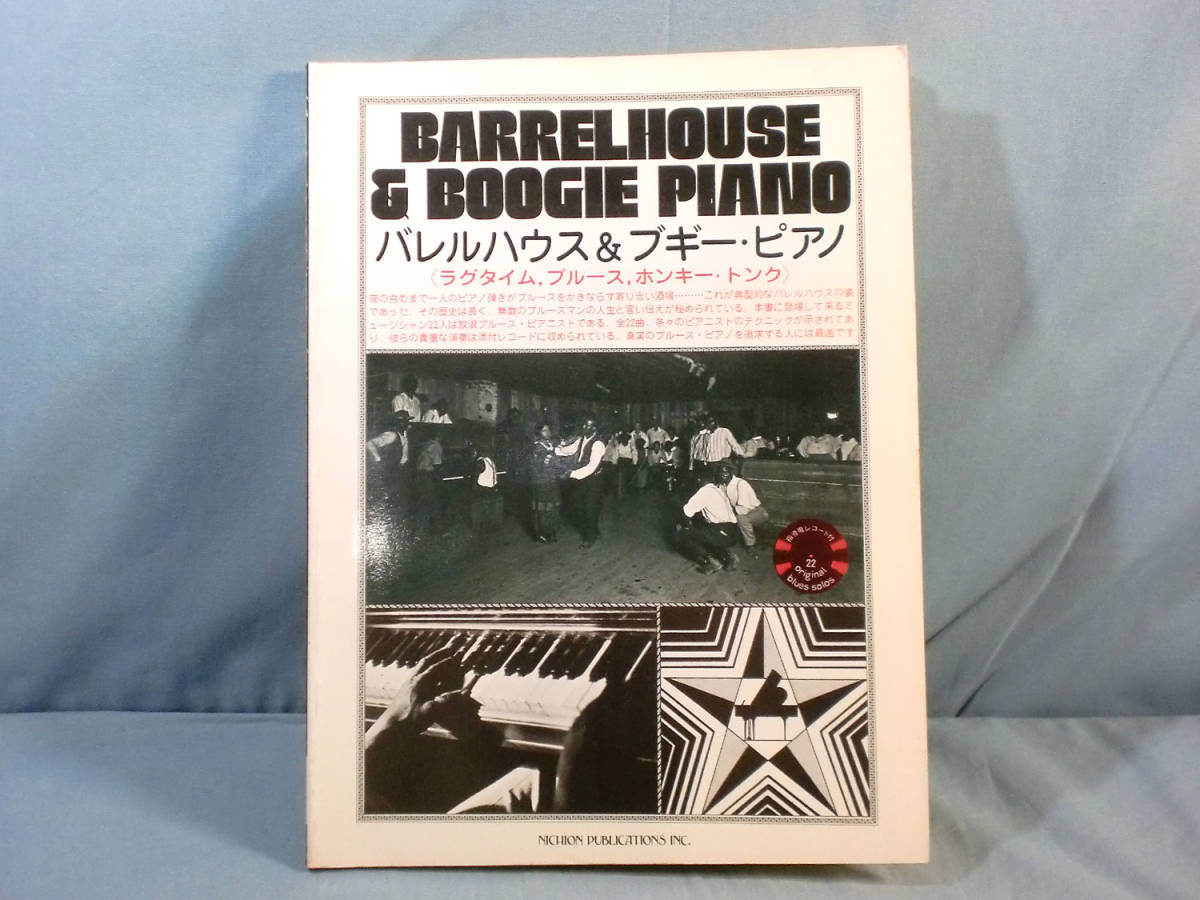 BARRELHOUSE
& BOOGIE PIANO
バレルハウス&ブギー・ピアノ
〈ラグタイム,ブルース,ホンキー・トンク〉
夜の白むまで一人のピアノ弾きがブルースをかきならす寄り合い酒場………これが典型的なバレルハウスの姿
であった。その歴史は長く、無数のブルースマンの人生と言い伝えが秘められている。本書に登場して来るミ
ュージシャン22人は放浪ブルース・ピアニストである。全22曲、各々のピアニストのテクニックが示されてあ
り、彼らの貴重な演奏は添付レコードに収められている。真実のブルース・ピアノを追求する人には最適です
指導用レコード付
22
original
blues solos
NICHION PUBLICATIONS INC.